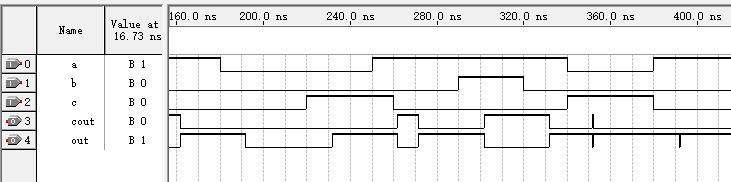 Name
Value at
16.73 ns
160.0 ns 200.0 ns 240.0 ns 280.0 ns 320.0 ns 360.0 ns 400.0 ns
0 a B 1
1 b B 0
2 c B 0
3 cout B 0
4 out B 1